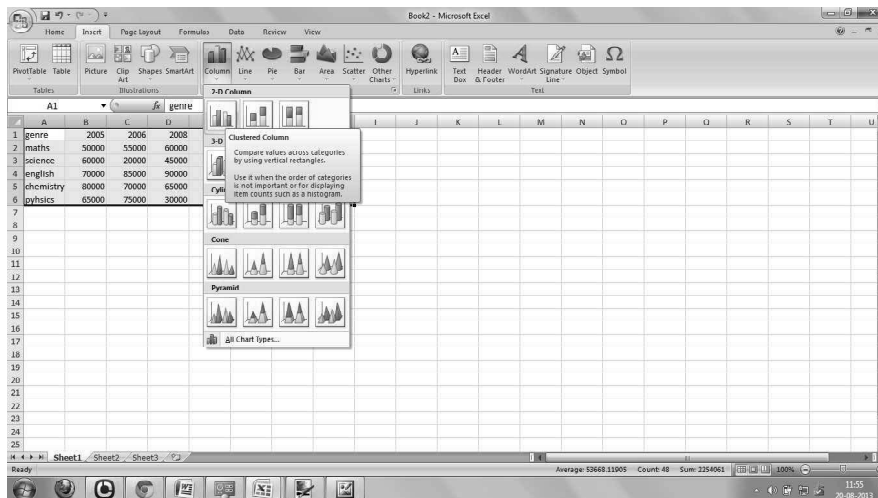 Book2 - Microsoft Excel
Home Insert Page Layout Formulas Data Review View
PivotTable Table Picture Clip Art Shapes SmartArt Column Line Pie Bar Area Scatter Other Charts Hyperlink Text Box Header & Footer WordArt Signature Line Object Symbol
Tables Illustrations Links Text
A1 fx genre
2-D Column
A B C D I J K L M N O P Q R S T U
1 genre 2005 2006 2008
2 maths 50000 55000 60000
3 science 60000 20000 45000
4 english 70000 85000 90000
5 chemistry 80000 70000 65000
6 pyhsics 65000 75000 30000
7
8
9
10
11
12
13
14
15
16
17
18
19
20
21
22
23
24
25
3-D
Clustered Column
Compare values across categories
by using vertical rectangles.
Use it when the order of categories
is not important or for displaying
item counts such as a histogram.
Cyli
Cone
Pyramid
All Chart Types...
Sheet1 Sheet2 Sheet3
Ready Average: 53668.11905 Count: 48 Sum: 2254061 100%
11:55
20-08-2013